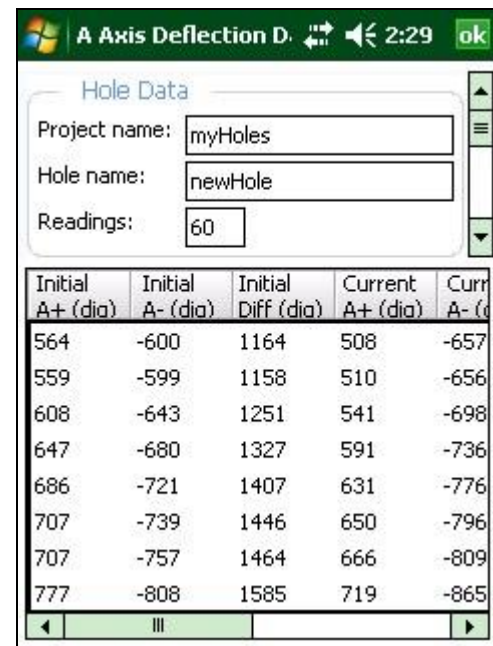 A Axis Deflection D. 2:29 ok
Hole Data
Project name: myHoles
Hole name: newHole
Readings: 60
Initial Initial Initial Current Curr
A+ (dig) A- (dig) Diff (dig) A+ (dig) A- (d
564 -600 1164 508 -657
559 -599 1158 510 -656
608 -643 1251 541 -698
647 -680 1327 591 -736
686 -721 1407 631 -776
707 -739 1446 650 -796
707 -757 1464 666 -809
777 -808 1585 719 -865